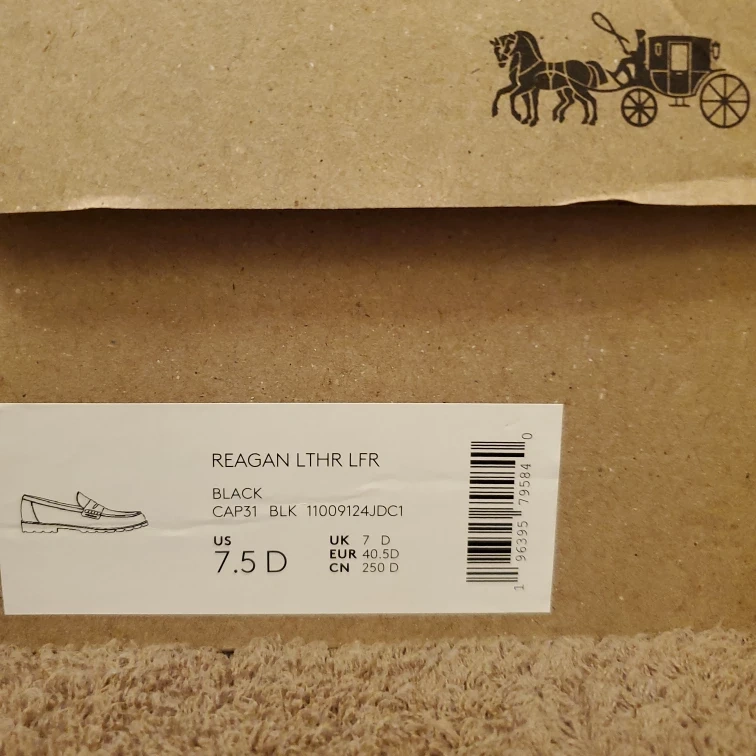 REAGAN LTHR LFR
BLACK
CAP31 BLK 11009124JDC1
US
7.5 D
UK 7 D
EUR 40.5D
CN 250 D
1 96395 79584 0